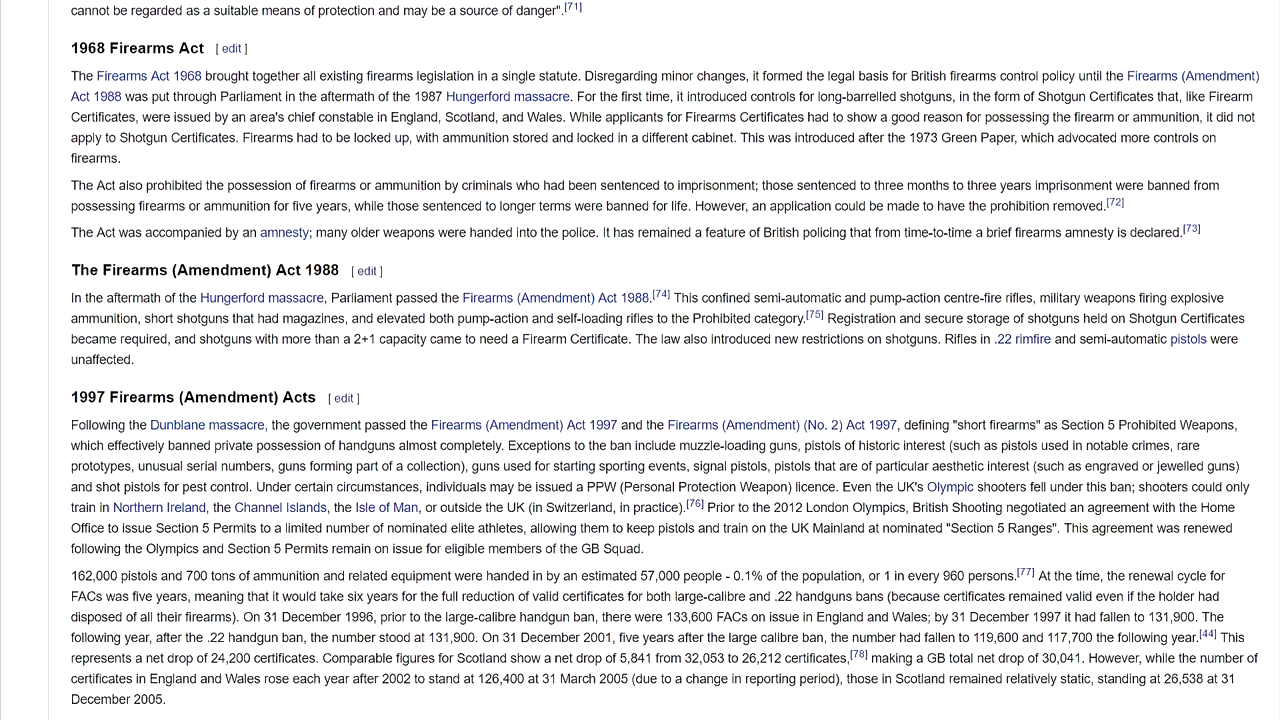 cannot be regarded as a suitable means of protection and may be a source of danger".[71]
1968 Firearms Act [ edit ]
The Firearms Act 1968 brought together all existing firearms legislation in a single statute. Disregarding minor changes, it formed the legal basis for British firearms control policy until the Firearms (Amendment)
Act 1988 was put through Parliament in the aftermath of the 1987 Hungerford massacre. For the first time, it introduced controls for long-barrelled shotguns, in the form of Shotgun Certificates that, like Firearm
Certificates, were issued by an area's chief constable in England, Scotland, and Wales. While applicants for Firearms Certificates had to show a good reason for possessing the firearm or ammunition, it did not
apply to Shotgun Certificates. Firearms had to be locked up, with ammunition stored and locked in a different cabinet. This was introduced after the 1973 Green Paper, which advocated more controls on
firearms.
The Act also prohibited the possession of firearms or ammunition by criminals who had been sentenced to imprisonment; those sentenced to three months to three years imprisonment were banned from
possessing firearms or ammunition for five years, while those sentenced to longer terms were banned for life. However, an application could be made to have the prohibition removed.[72]
The Act was accompanied by an amnesty; many older weapons were handed into the police. It has remained a feature of British policing that from time-to-time a brief firearms amnesty is declared.[73]
The Firearms (Amendment) Act 1988 [ edit ]
In the aftermath of the Hungerford massacre, Parliament passed the Firearms (Amendment) Act 1988.[74] This confined semi-automatic and pump-action centre-fire rifles, military weapons firing explosive
ammunition, short shotguns that had magazines, and elevated both pump-action and self-loading rifles to the Prohibited category.[75] Registration and secure storage of shotguns held on Shotgun Certificates
became required, and shotguns with more than a 2+1 capacity came to need a Firearm Certificate. The law also introduced new restrictions on shotguns. Rifles in .22 rimfire and semi-automatic pistols were
unaffected.
1997 Firearms (Amendment) Acts [ edit ]
Following the Dunblane massacre, the government passed the Firearms (Amendment) Act 1997 and the Firearms (Amendment) (No. 2) Act 1997, defining "short firearms" as Section 5 Prohibited Weapons,
which effectively banned private possession of handguns almost completely. Exceptions to the ban include muzzle-loading guns, pistols of historic interest (such as pistols used in notable crimes, rare
prototypes, unusual serial numbers, guns forming part of a collection), guns used for starting sporting events, signal pistols, pistols that are of particular aesthetic interest (such as engraved or jewelled guns)
and shot pistols for pest control. Under certain circumstances, individuals may be issued a PPW (Personal Protection Weapon) licence. Even the UK's Olympic shooters fell under this ban; shooters could only
train in Northern Ireland, the Channel Islands, the Isle of Man, or outside the UK (in Switzerland, in practice).[76] Prior to the 2012 London Olympics, British Shooting negotiated an agreement with the Home
Office to issue Section 5 Permits to a limited number of nominated elite athletes, allowing them to keep pistols and train on the UK Mainland at nominated "Section 5 Ranges". This agreement was renewed
following the Olympics and Section 5 Permits remain on issue for eligible members of the GB Squad.
162,000 pistols and 700 tons of ammunition and related equipment were handed in by an estimated 57,000 people - 0.1% of the population, or 1 in every 960 persons.[77] At the time, the renewal cycle for
FACs was five years, meaning that it would take six years for the full reduction of valid certificates for both large-calibre and .22 handguns bans (because certificates remained valid even if the holder had
disposed of all their firearms). On 31 December 1996, prior to the large-calibre handgun ban, there were 133,600 FACs on issue in England and Wales; by 31 December 1997 it had fallen to 131,900. The
following year, after the .22 handgun ban, the number stood at 131,900. On 31 December 2001, five years after the large calibre ban, the number had fallen to 119,600 and 117,700 the following year.[44] This
represents a net drop of 24,200 certificates. Comparable figures for Scotland show a net drop of 5,841 from 32,053 to 26,212 certificates,[78] making a GB total net drop of 30,041. However, while the number of
certificates in England and Wales rose each year after 2002 to stand at 126,400 at 31 March 2005 (due to a change in reporting period), those in Scotland remained relatively static, standing at 26,538 at 31
December 2005.